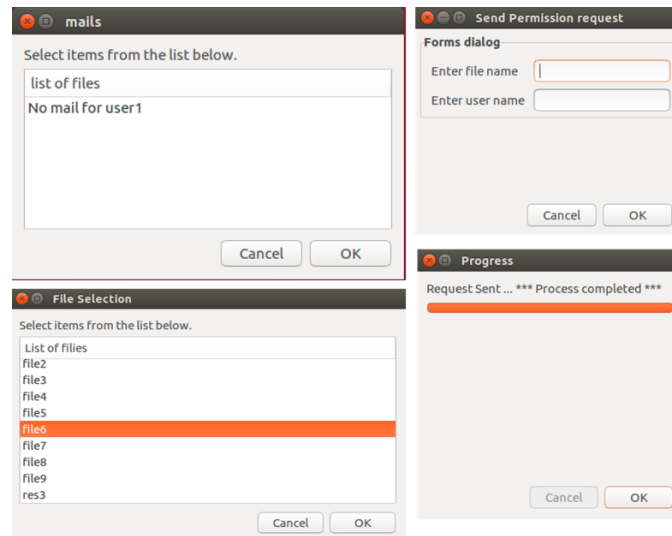 mails
Select items from the list below.
list of files
No mail for user1
Cancel OK
Send Permission request
Forms dialog
Enter file name
Enter user name
Cancel OK
File Selection
Select items from the list below.
List of filies
file2
file3
file4
file5
file6
file7
file8
file9
res3
Cancel OK
Progress
Request Sent ... *** Process completed ***
Cancel OK